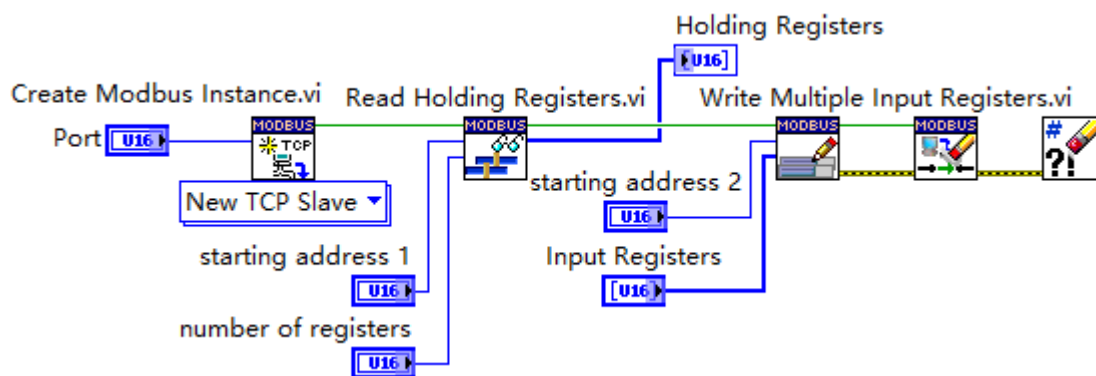 Holding Registers
[U16]
Create Modbus Instance.vi
Read Holding Registers.vi
Write Multiple Input Registers.vi
Port
U16
MODBUS
TCP
MODBUS
MODBUS
MODBUS
#
?!
New TCP Slave
starting address 2
U16
starting address 1
U16
Input Registers
[U16]
number of registers
U16